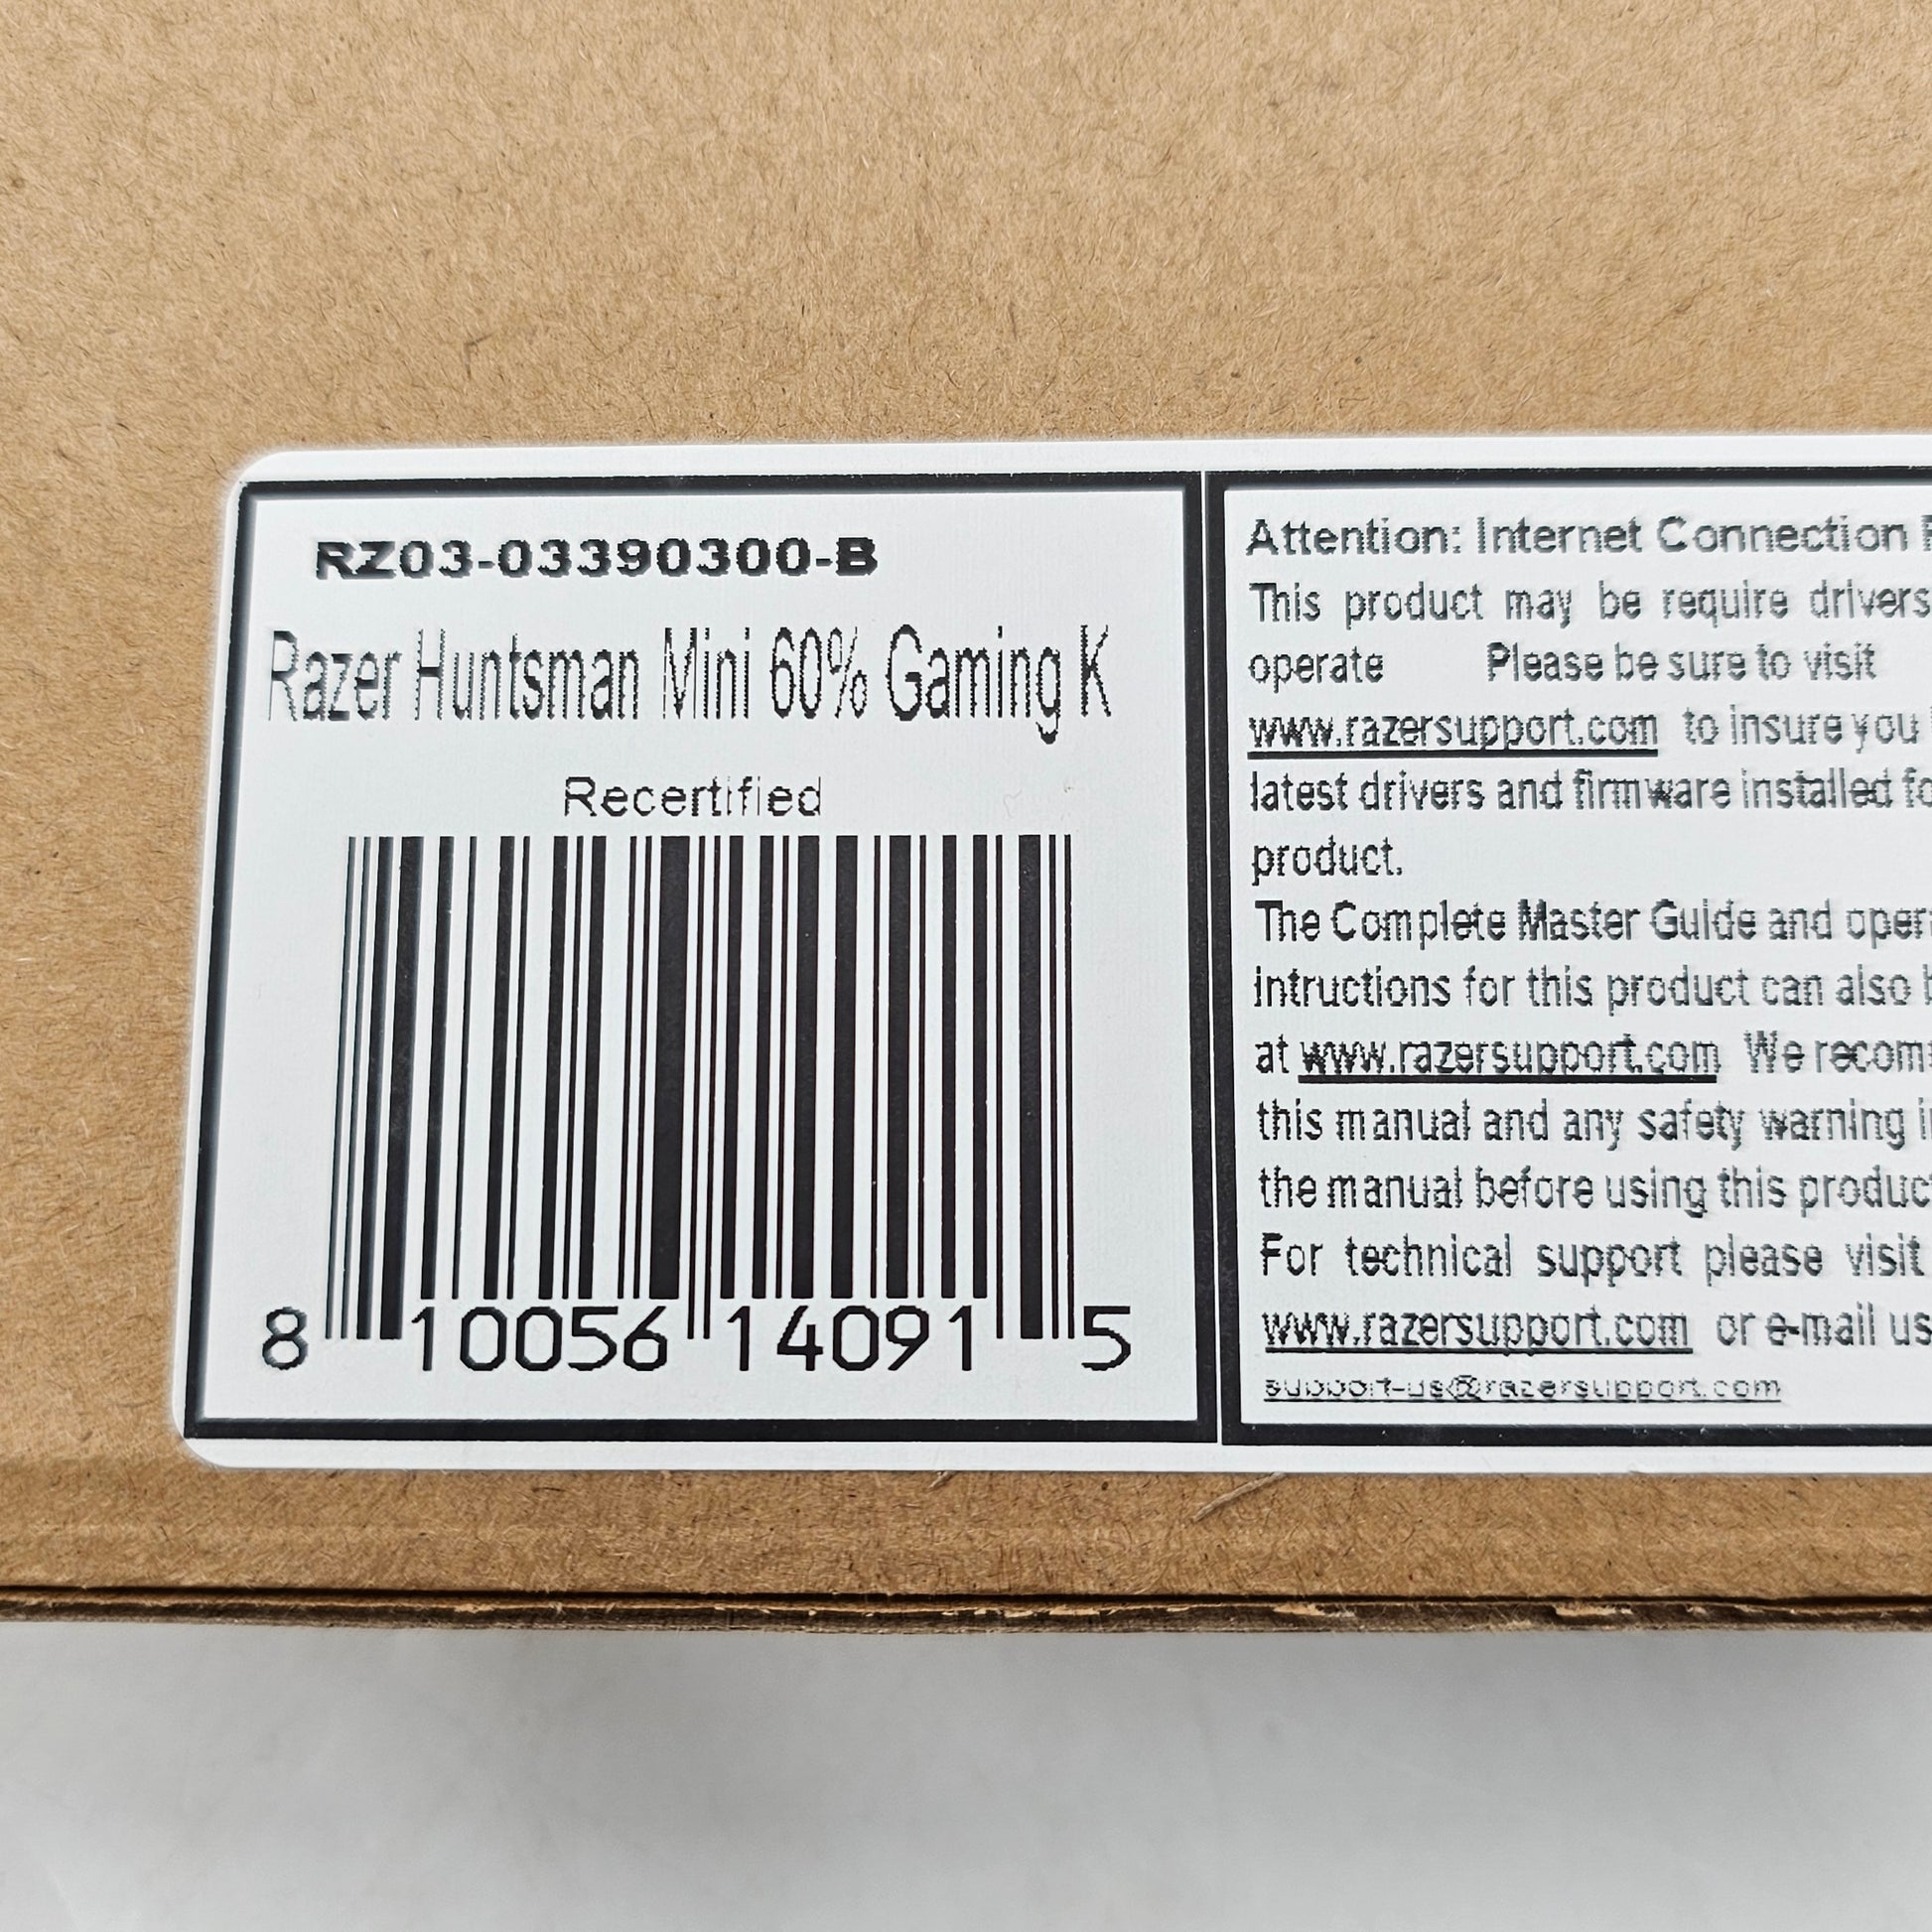 RZ03-03390300-B
Razer Huntsman Mini 60% Gaming K
Recertified
8 10056 14091 5
Attention: Internet Connection
This product may be require drivers
operate Please be sure to visit
www.razersupport.com to insure you
latest drivers and firmware installed
product.
The Complete Master Guide and
intructions for this product can also
at www.razersupport.com We
this manual and any safety warning
the manual before using this
For technical support please visit
www.razersupport.com or e-mail us
support-us@razersupport.com